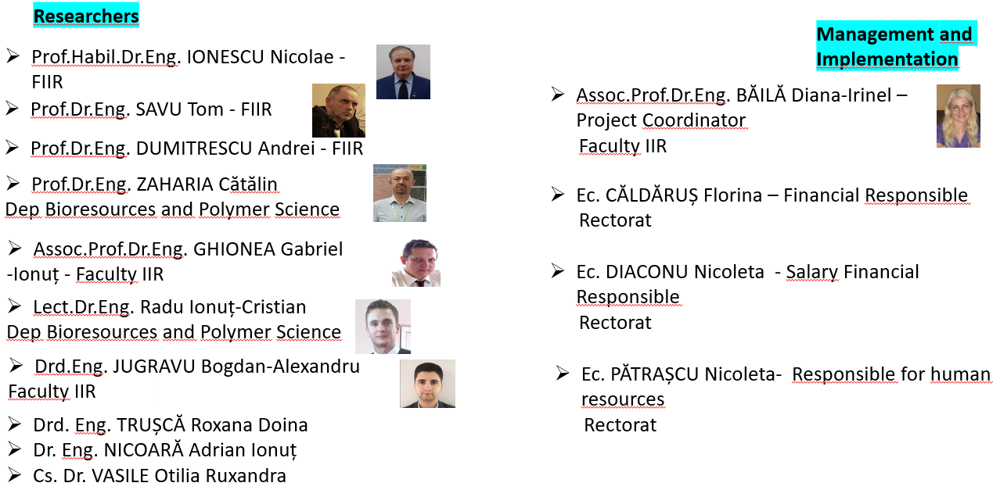 Researchers
Prof.Habil.Dr.Eng. IONESCU Nicolae -
FIIR
Prof.Dr.Eng. SAVU Tom - FIIR
Prof.Dr.Eng. DUMITRESCU Andrei - FIIR
Prof.Dr.Eng. ZAHARIA Cătălin
Dep Bioresources and Polymer Science
Assoc.Prof.Dr.Eng. GHIONEA Gabriel
-Ionuț - Faculty IIR
Lect.Dr.Eng. Radu Ionuț-Cristian
Dep Bioresources and Polymer Science
Drd.Eng. JUGRAVU Bogdan-Alexandru
Faculty IIR
Drd. Eng. TRUȘCĂ Roxana Doina
Dr. Eng. NICOARĂ Adrian Ionuț
Cs. Dr. VASILE Otilia Ruxandra
Management and
Implementation
Assoc.Prof.Dr.Eng. BĂILĂ Diana-Irinel –
Project Coordinator
Faculty IIR
Ec. CĂLDĂRUȘ Florina – Financial Responsible
Rectorat
Ec. DIACONU Nicoleta  - Salary Financial
Responsible
Rectorat
Ec. PĂTRAȘCU Nicoleta-  Responsible for human
resources
Rectorat